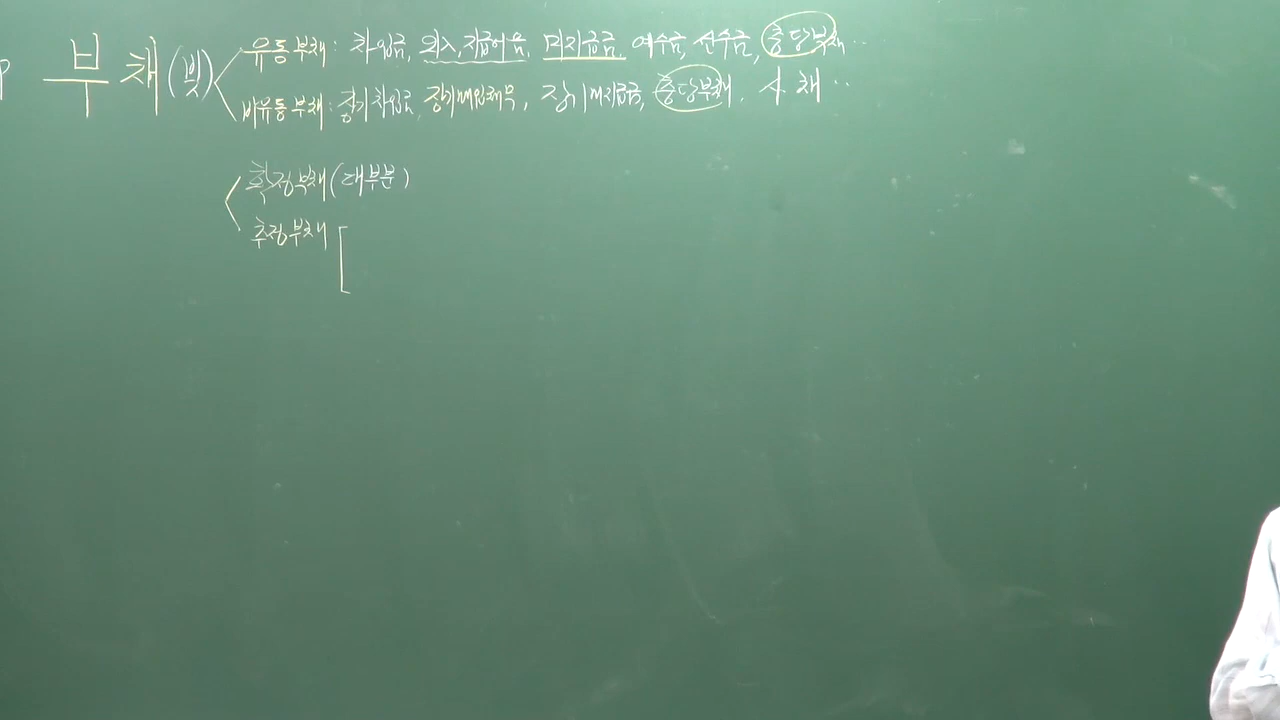 P 부채(빚) 유동부채: 차입금, 외入, 지급어음, 미지급금, 예수금, 선수금, 충당부채..
비유동부채: 장기차입금, 장기매입채무, 장기미지급금, 충당부채, 사채..
확정부채(대부분)
추정부채 [